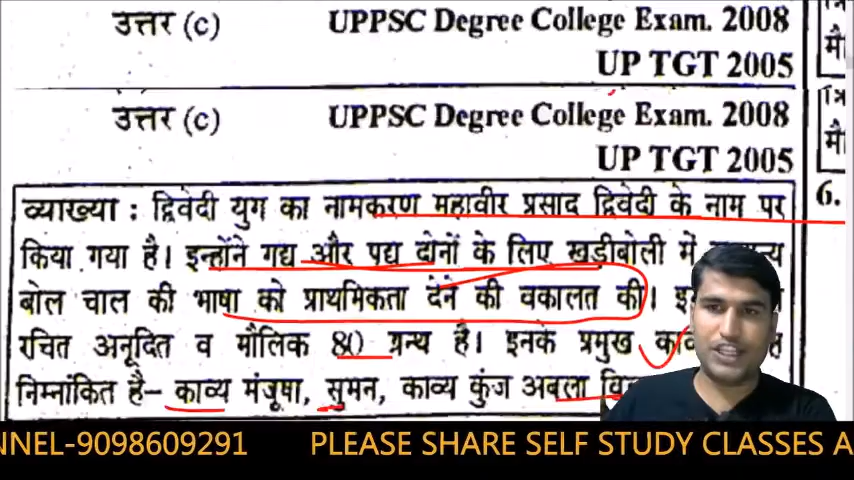 उत्तर (c) UPPSC Degree College Exam. 2008
UP TGT 2005
उत्तर (c) UPPSC Degree College Exam. 2008
UP TGT 2005
6.
व्याख्या : द्विवेदी युग का नामकरण महावीर प्रसाद द्विवेदी के नाम पर
किया गया है। इन्होंने गद्य और पद्य दोनों के लिए खड़ीबोली में
बोल चाल की भाषा को प्राथमिकता देंने की वकालत की।
रचित अनूदित व मौलिक 80 ग्रन्थ है। इनके प्रमुख
निम्नांकित है– काव्य मंजूषा, सुमन, काव्य कुंज अबला
NNEL-9098609291 PLEASE SHARE SELF STUDY CLASSES A